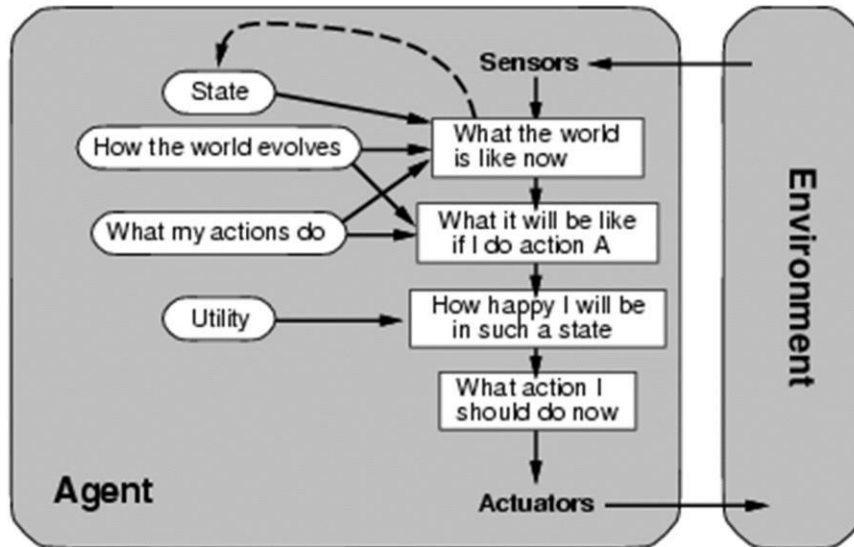 Sensors
State
What the world
is like now
How the world evolves
What my actions do
What it will be like
if I do action A
Utility
How happy I will be
in such a state
What action I
should do now
Agent
Actuators
Environment